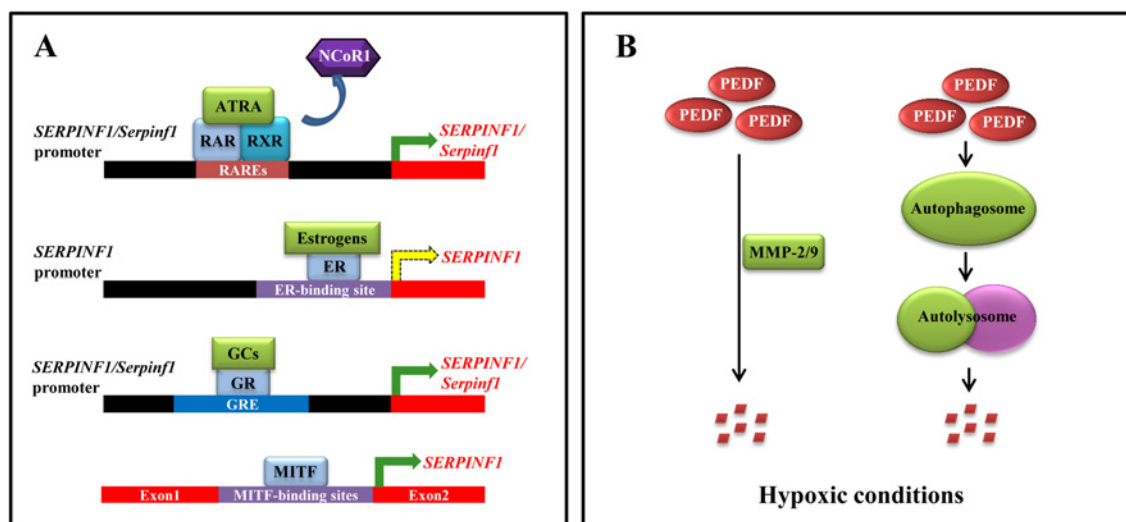 A
NCoR1
ATRA
SERPINF1/Serpinf1
promoter
RAR
RXR
SERPINF1/
Serpinf1
RAREs
SERPINF1
promoter
Estrogens
ER
SERPINF1
ER-binding site
SERPINF1/Serpinf1
promoter
GCs
GR
SERPINF1/
Serpinf1
GRE
MITF
SERPINF1
Exon1
MITF-binding sites
Exon2
B
PEDF
PEDF
PEDF
MMP-2/9
PEDF
PEDF
PEDF
Autophagosome
Autolysosome
Hypoxic conditions